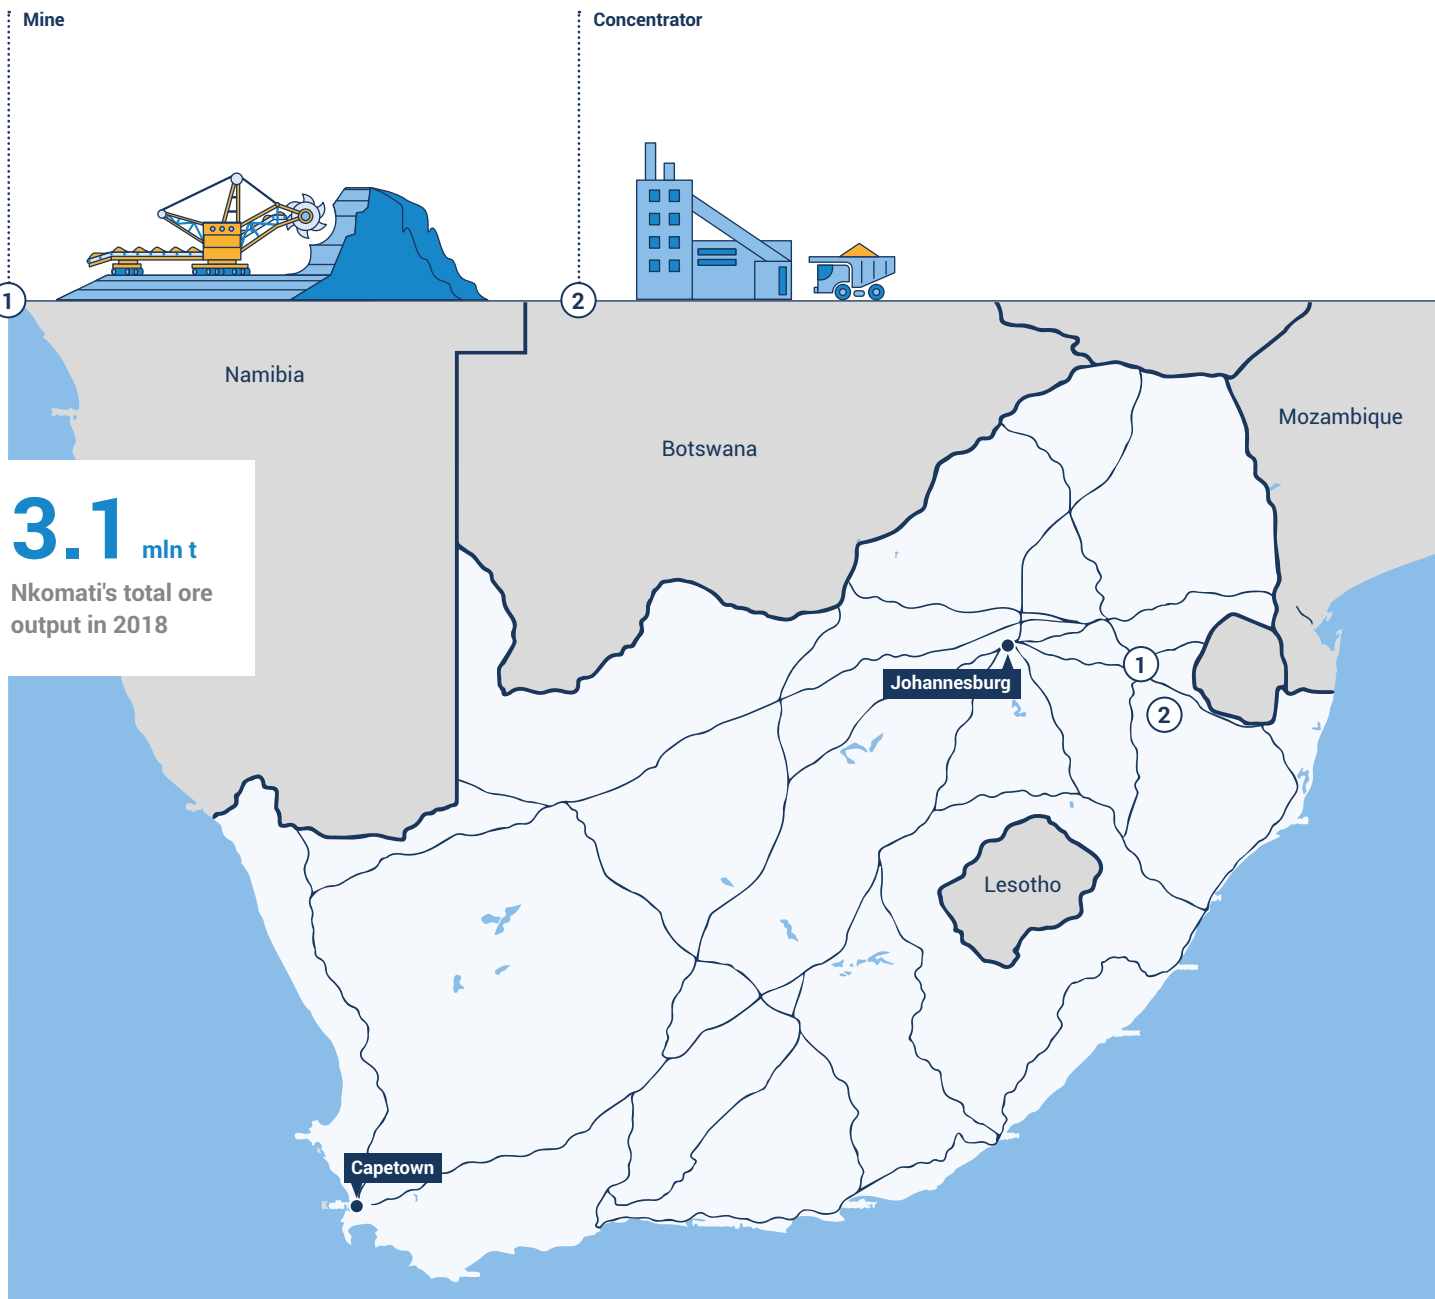 Mine
Concentrator
1
2
Namibia
Mozambique
Botswana
3.1 mln t
Nkomati's total ore
output in 2018
1
Johannesburg
2
Lesotho
Capetown